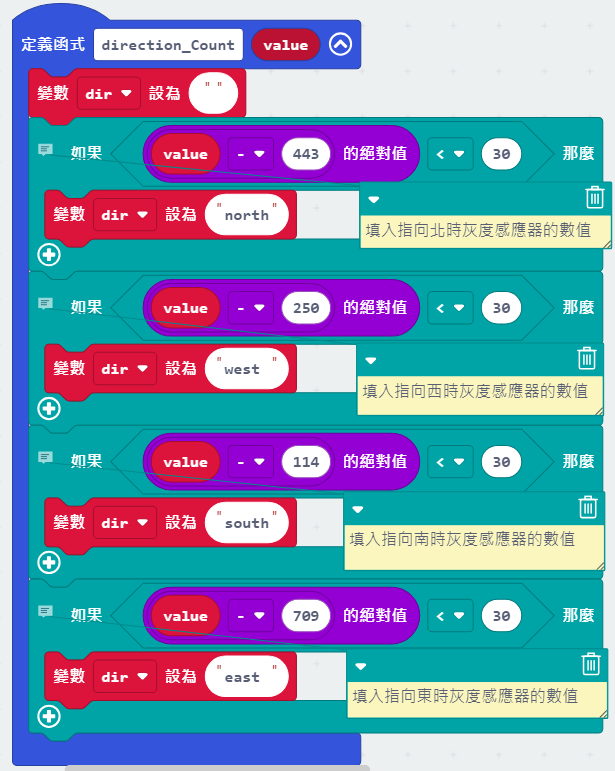 定義函式 direction_Count value
變數 dir 設為 " "
如果 value - 443 的絕對值 < 30 那麼
變數 dir 設為 "north"
填入指向北時灰度感應器的數值
如果 value - 250 的絕對值 < 30 那麼
變數 dir 設為 "west"
填入指向西時灰度感應器的數值
如果 value - 114 的絕對值 < 30 那麼
變數 dir 設為 "south"
填入指向南時灰度感應器的數值
如果 value - 709 的絕對值 < 30 那麼
變數 dir 設為 "east"
填入指向東時灰度感應器的數值